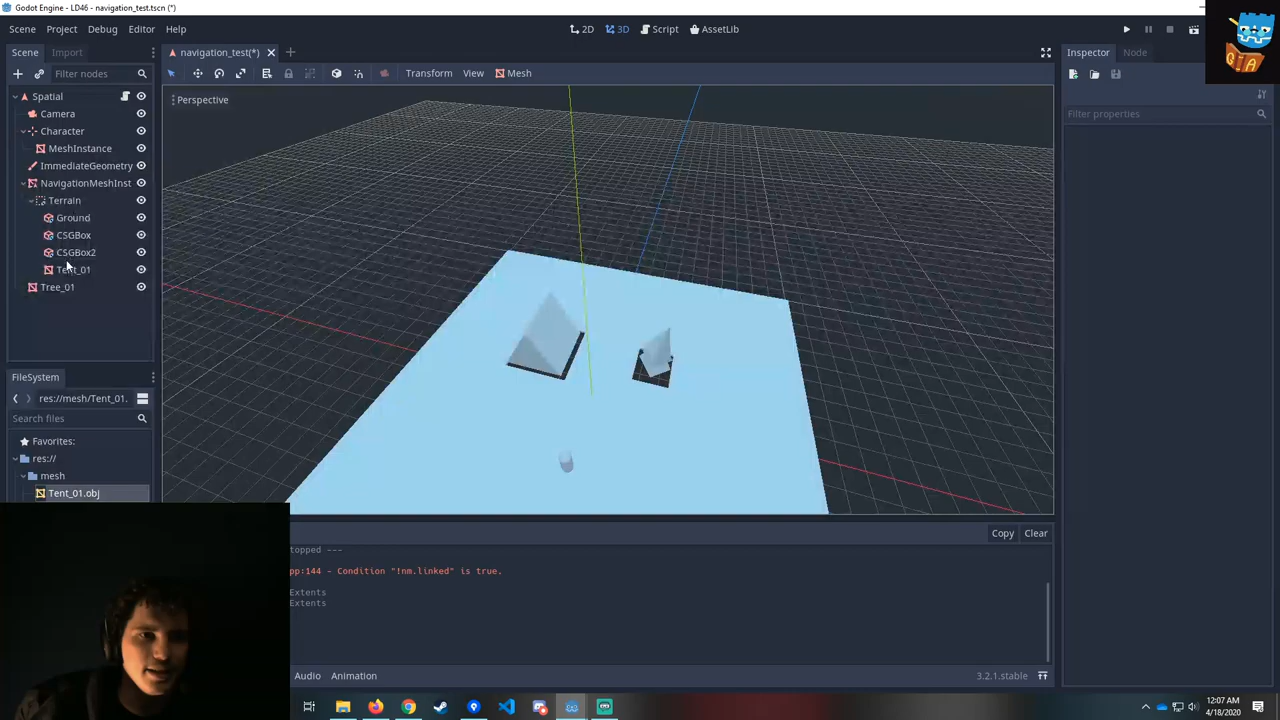 Godot Engine - LD46 - navigation_test.tscn (*)
Scene Project Debug Editor Help
2D 3D Script AssetLib
Q A
Scene Import
navigation_test(*)
Inspector Node
Filter nodes
Transform View Mesh
Perspective
Filter properties
Spatial
Camera
Character
MeshInstance
ImmediateGeometry
NavigationMeshInst
Terrain
Ground
CSGBox
CSGBox2
Tent_01
Tree_01
FileSystem
res://mesh/Tent_01.
Search files
Favorites:
res://
mesh
Tent_01.obj
Copy Clear
topped ---
pp:144 - Condition "!nm.linked" is true.
Extents
Extents
Audio Animation
3.2.1.stable
12:07 AM
4/18/2020